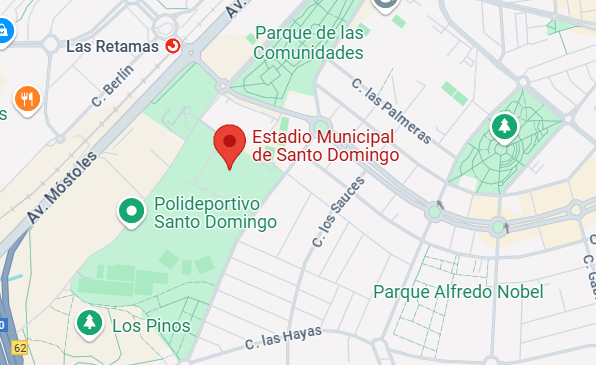 Av.
Las Retamas
Parque de las
Comunidades
C. Berlín
C. las Palmeras
Estadio Municipal
de Santo Domingo
Av. Móstoles
Polideportivo
Santo Domingo
C. los Sauces
Parque Alfredo Nobel
Los Pinos
C. las Hayas
62